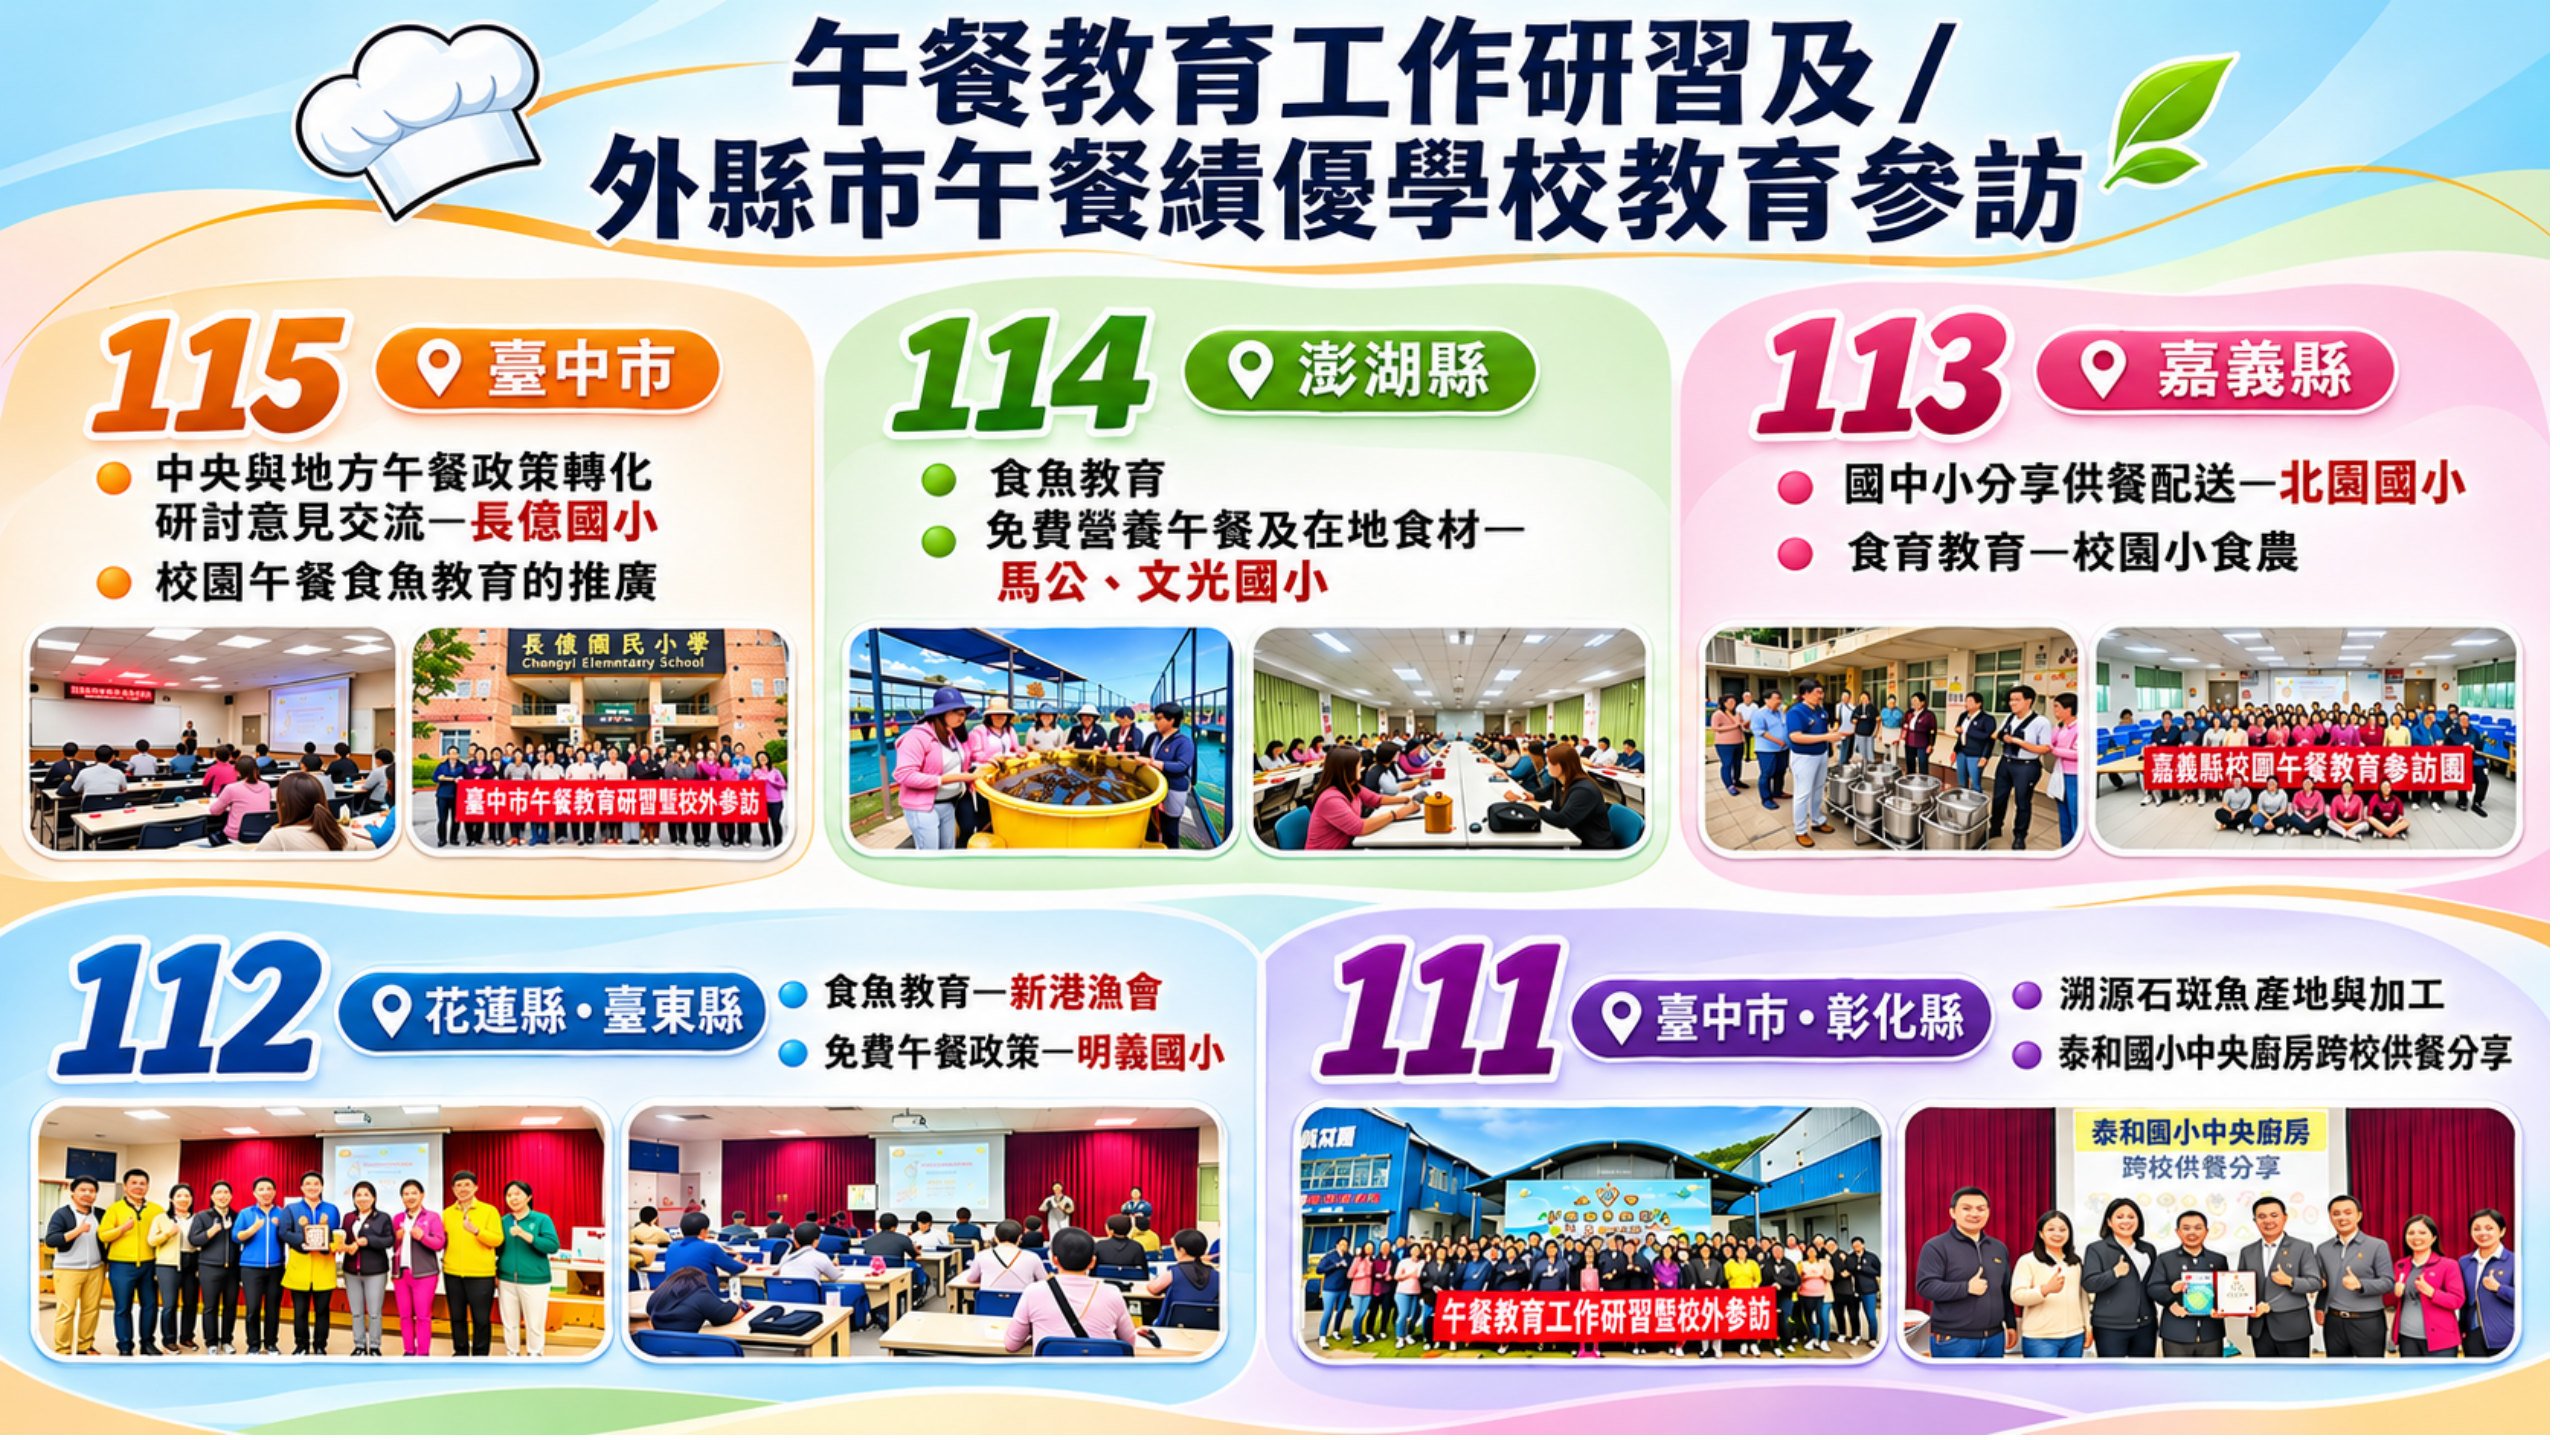 午餐教育工作研習及/
外縣市午餐績優學校教育參訪
115
臺中市
中央與地方午餐政策轉化
研討意見交流—長億國小
校園午餐食魚教育的推廣
長億國民小學
Changyi Elemntarry School
臺中市午餐教育研習暨校外參訪
114
澎湖縣
食魚教育
免費營養午餐及在地食材—
馬公、文光國小
113
嘉義縣
國中小分享供餐配送—北園國小
食育教育—校園小食農
嘉義縣校園午餐教育參訪團
112
花蓮縣•臺東縣
食魚教育—新港漁會
免費午餐政策—明義國小
111
臺中市•彰化縣
溯源石斑魚產地與加工
泰和國小中央廚房跨校供餐分享
午餐教育工作研習暨校外參訪
泰和國小中央廚房
跨校供餐分享